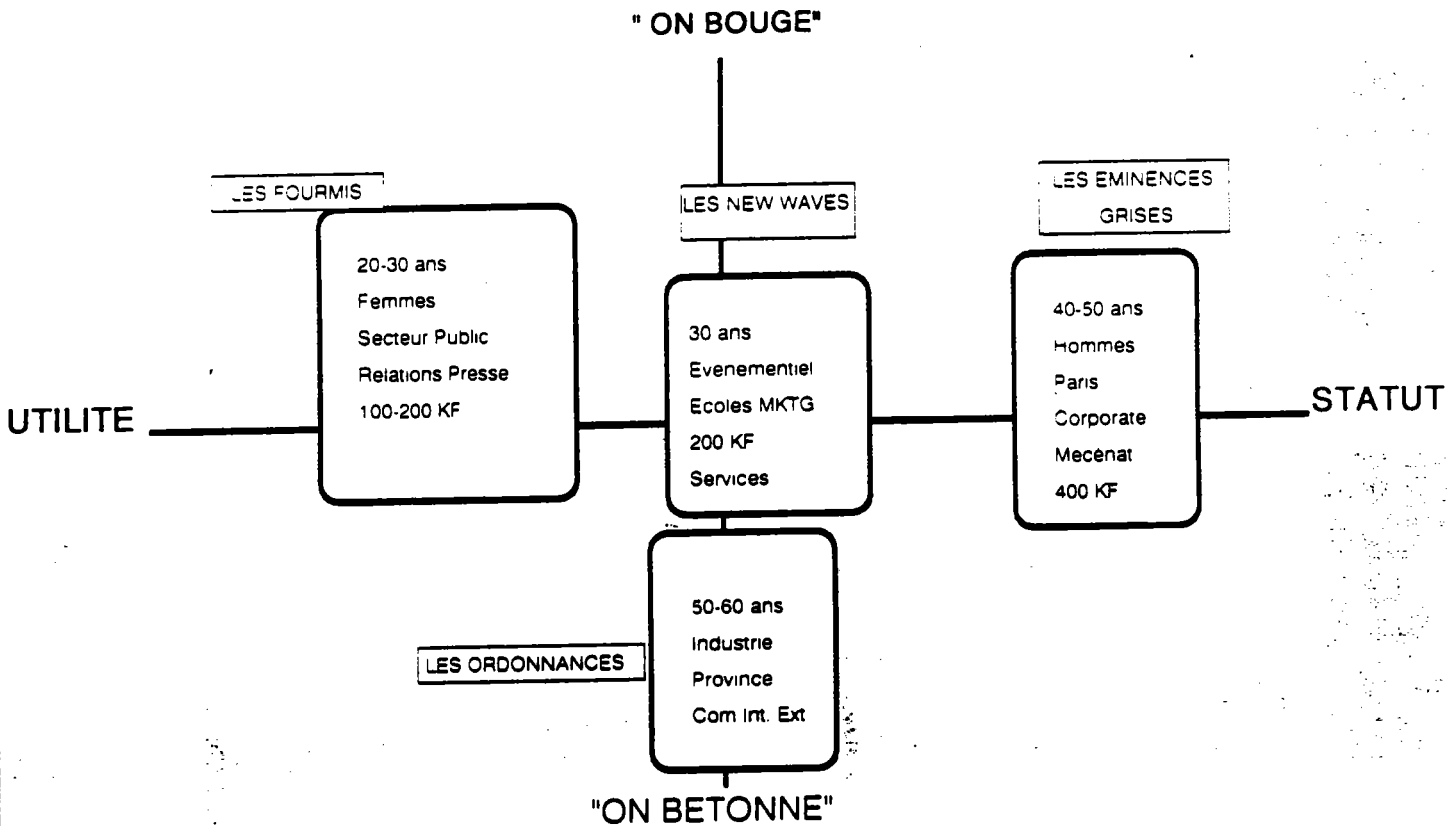 " ON BOUGE"
LES FOURMIS
20-30 ans
Femmes
Secteur Public
Relations Presse
100-200 KF
LES NEW WAVES
30 ans
Evenementiel
Ecoles MKTG
200 KF
Services
LES EMINENCES
GRISES
40-50 ans
Hommes
Paris
Corporate
Mecénat
400 KF
UTILITE
STATUT
LES ORDONNANCES
50-60 ans
Industrie
Province
Com Int. Ext
"ON BETONNE"